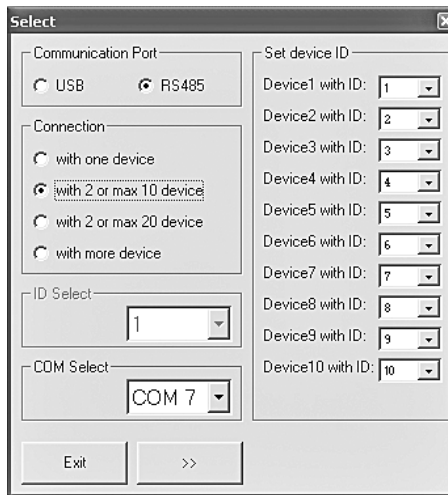 Select
Communication Port
USB
RS485
Connection
with one device
with 2 or max 10 device
with 2 or max 20 device
with more device
ID Select
1
COM Select
COM 7
Exit
>>
Set device ID
Device1 with ID: 1
Device2 with ID: 2
Device3 with ID: 3
Device4 with ID: 4
Device5 with ID: 5
Device6 with ID: 6
Device7 with ID: 7
Device8 with ID: 8
Device9 with ID: 9
Device10 with ID: 10